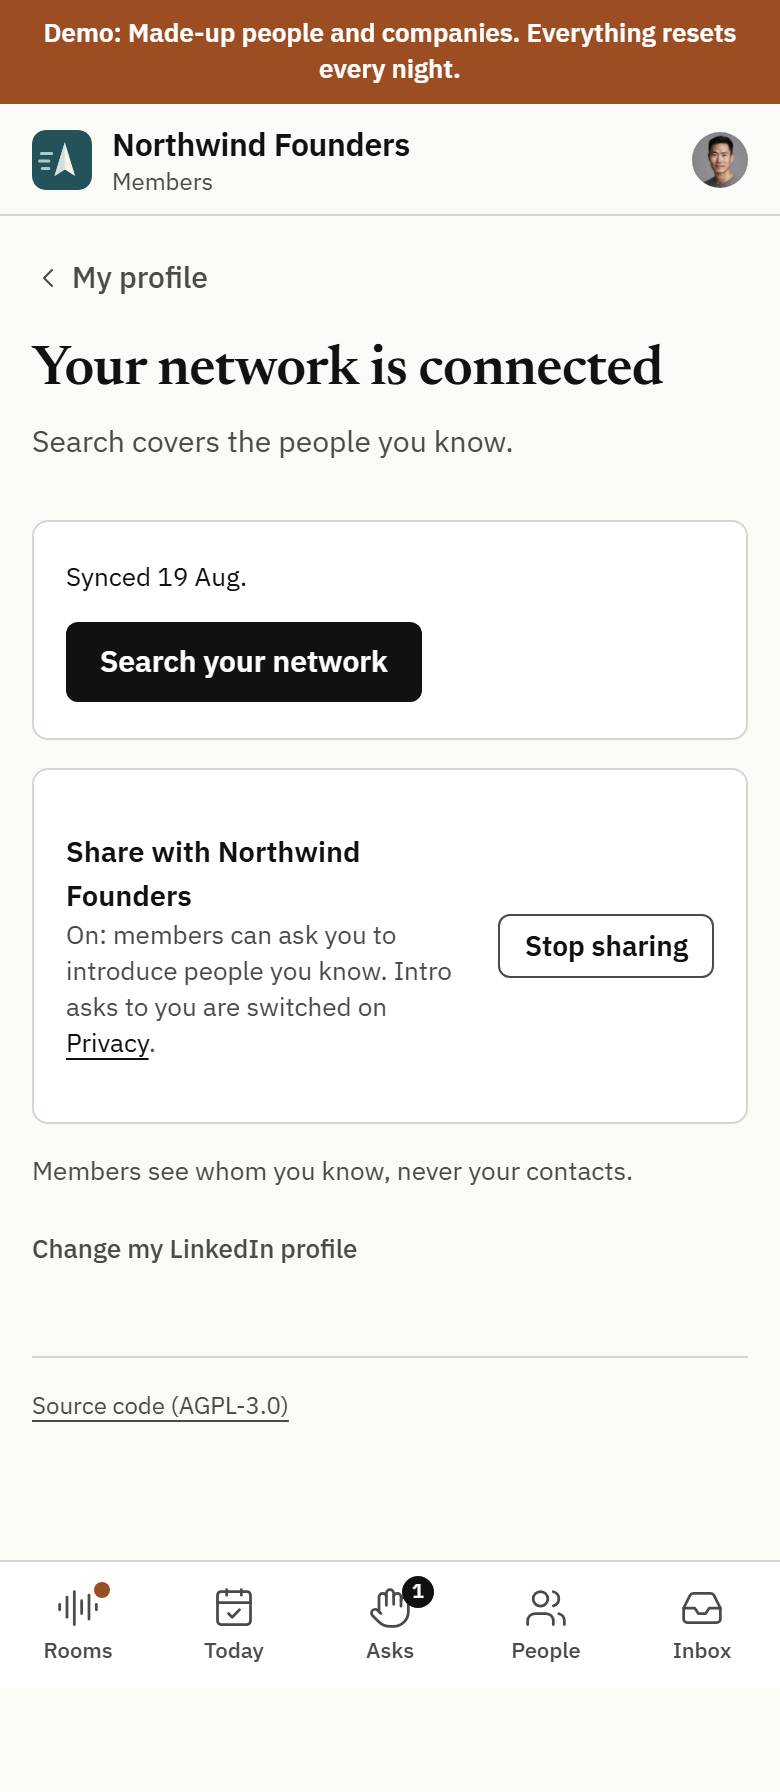 Demo: Made-up people and companies. Everything resets
every night.
Northwind Founders
Members
My profile
Your network is connected
Search covers the people you know.
Synced 19 Aug.
Search your network
Share with Northwind
Founders
On: members can ask you to
introduce people you know. Intro
asks to you are switched on
Privacy.
Stop sharing
Members see whom you know, never your contacts.
Change my LinkedIn profile
Source code (AGPL-3.0)
1
Rooms
Today
Asks
People
Inbox